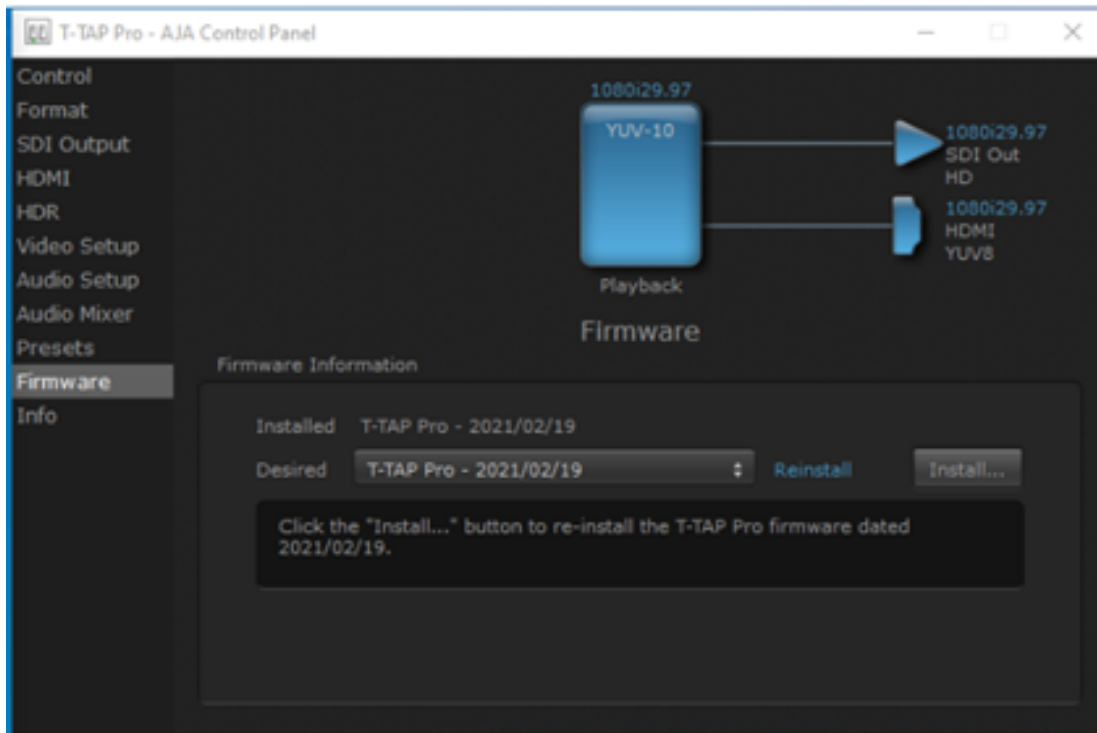 T-TAP Pro - AJA Control Panel
Control
Format
SDI Output
HDMI
HDR
Video Setup
Audio Setup
Audio Mixer
Presets
Firmware
Info
1080i29.97
YUV-10
Playback
1080i29.97
SDI Out
HD
1080i29.97
HDMI
YUV8
Firmware
Firmware Information
Installed T-TAP Pro - 2021/02/19
Desired T-TAP Pro - 2021/02/19 Reinstall Install...
Click the "Install..." button to re-install the T-TAP Pro firmware dated
2021/02/19.